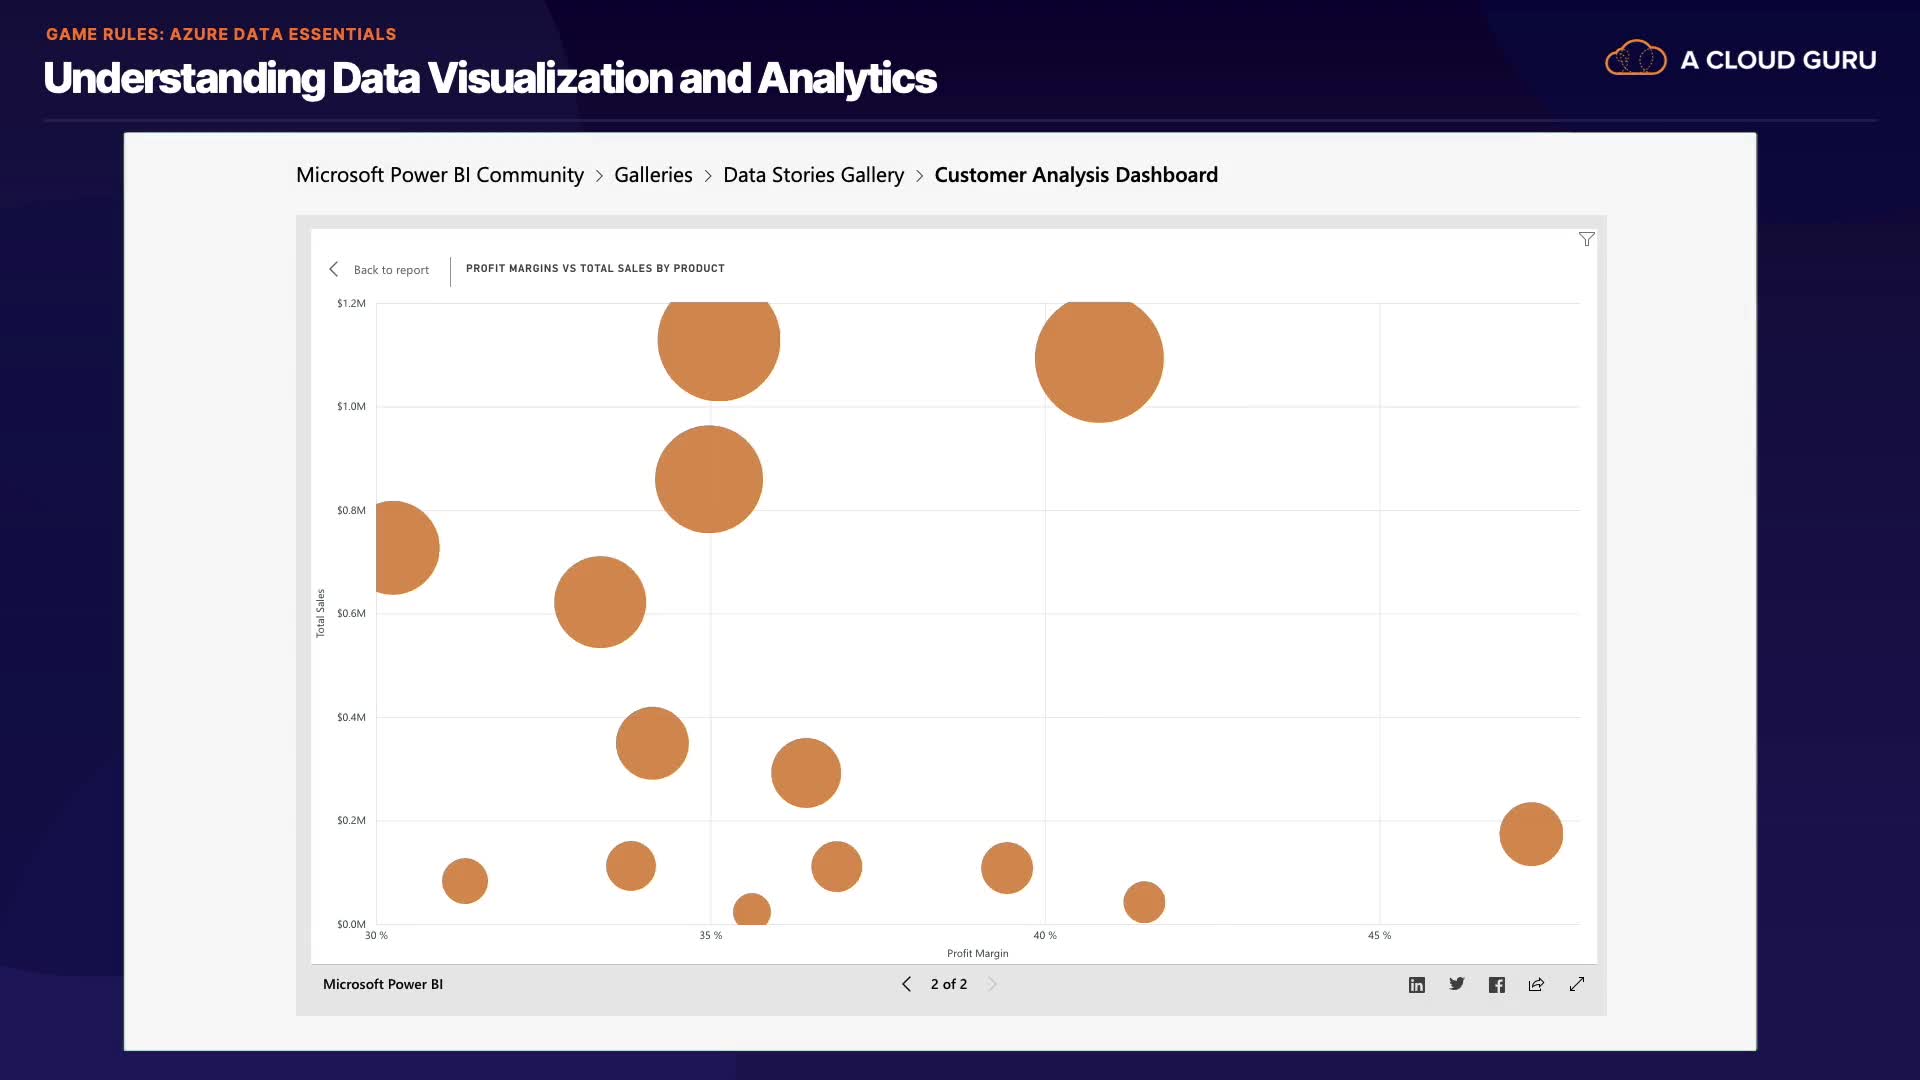 GAME RULES: AZURE DATA ESSENTIALS
Understanding Data Visualization and Analytics
A CLOUD GURU
Microsoft Power BI Community > Galleries > Data Stories Gallery > Customer Analysis Dashboard
Back to report
PROFIT MARGINS VS TOTAL SALES BY PRODUCT
$1.2M
$1.0M
$0.8M
$0.6M
$0.4M
$0.2M
$0.0M
Total Sales
30 %
35 %
40 %
45 %
Profit Margin
Microsoft Power BI
2 of 2